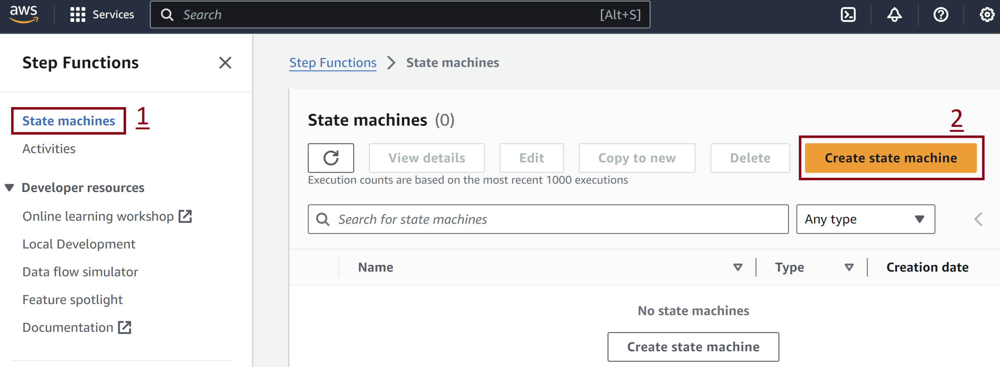 aws Services Search [Alt+S]
Step Functions
State machines 1
Activities
Developer resources
Online learning workshop
Local Development
Data flow simulator
Feature spotlight
Documentation
Step Functions > State machines
State machines (0)
2
View details Edit Copy to new Delete Create state machine
Execution counts are based on the most recent 1000 executions
Search for state machines Any type
Name Type Creation date
No state machines
Create state machine